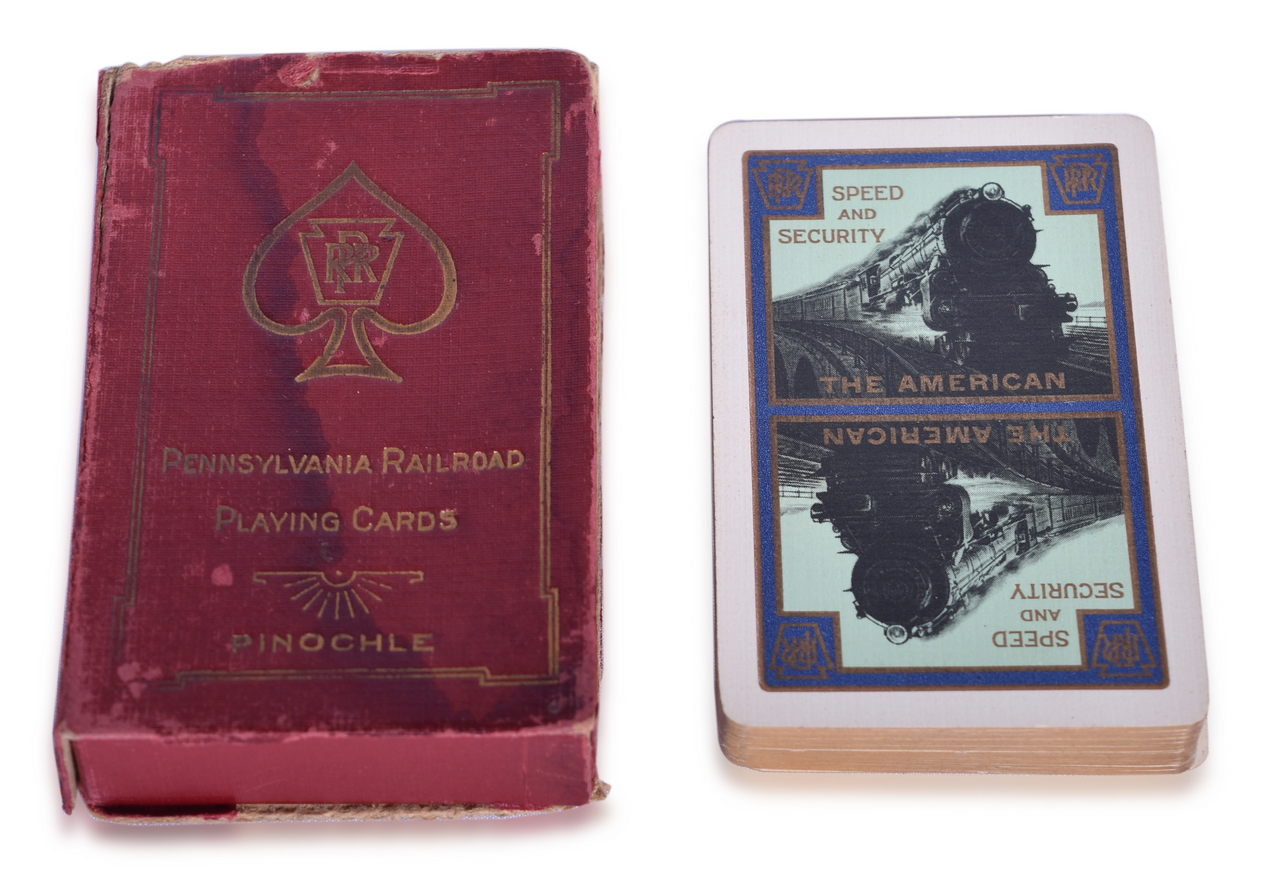 PRR
PENNSYLVANIA RAILROAD
PLAYING CARDS
PINOCHLE
PRR
PRR
SPEED
AND
SECURITY
THE AMERICAN
THE AMERICAN
SECURITY
AND
SPEED
PRR
PRR